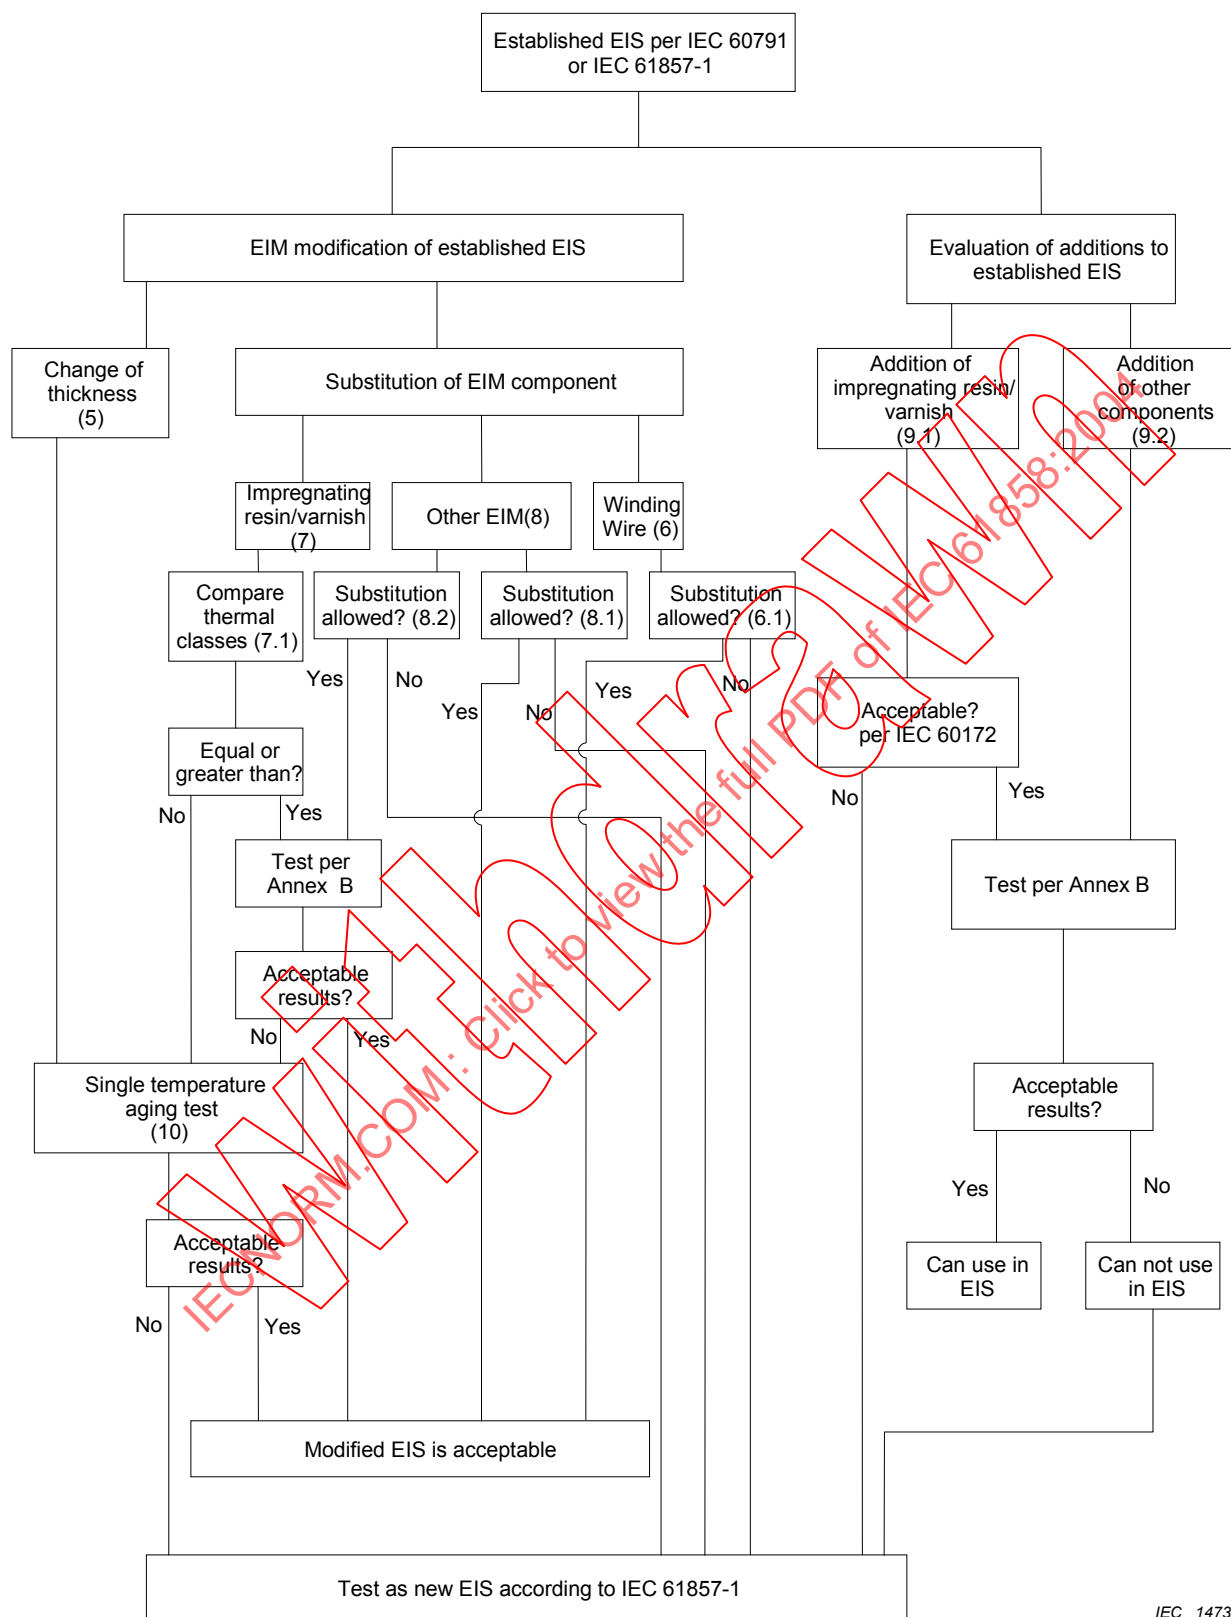 Established EIS per IEC 60791
or IEC 61857-1
EIM modification of established EIS
Evaluation of additions to
established EIS
Change of
thickness
(5)
Substitution of EIM component
Addition of
impregnating resin/
varnish
(9.1)
Addition
of other
components
(9.2)
Impregnating
resin/varnish
(7)
Other EIM(8)
Winding
Wire (6)
Compare
thermal
classes (7.1)
Substitution
allowed? (8.2)
Substitution
allowed? (8.1)
Substitution
allowed? (6.1)
Yes
No
Yes
No
Yes
No
Acceptable?
per IEC 60172
Equal or
greater than?
No
Yes
No
Yes
Test per
Annex B
Test per Annex B
Acceptable
results?
No
Yes
Single temperature
aging test
(10)
Acceptable
results?
Yes
No
Acceptable
results?
Can use in
EIS
Can not use
in EIS
No
Yes
Modified EIS is acceptable
Test as new EIS according to IEC 61857-1
IEC 1473
Withdrawn
IECNORM.COM : Click to view the full PDF of IEC 61858:2004